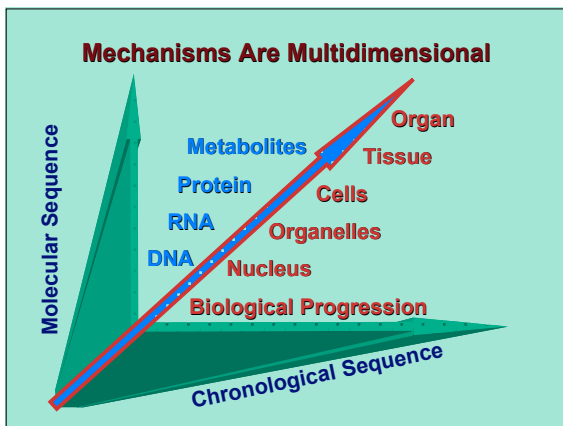 Mechanisms Are Multidimensional
Molecular Sequence
Metabolites
Protein
RNA
DNA
Organ
Tissue
Cells
Organelles
Nucleus
Biological Progression
Chronological Sequence